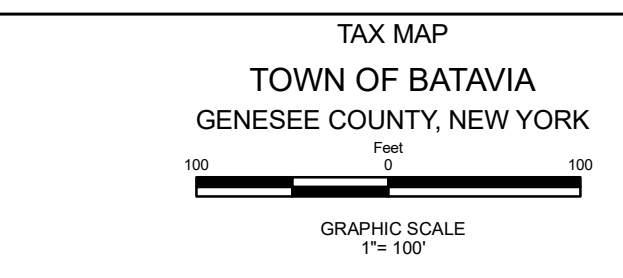 TAX MAP
TOWN OF BATAVIA
GENESEE COUNTY, NEW YORK
Feet
100 0 100
GRAPHIC SCALE
1"= 100'